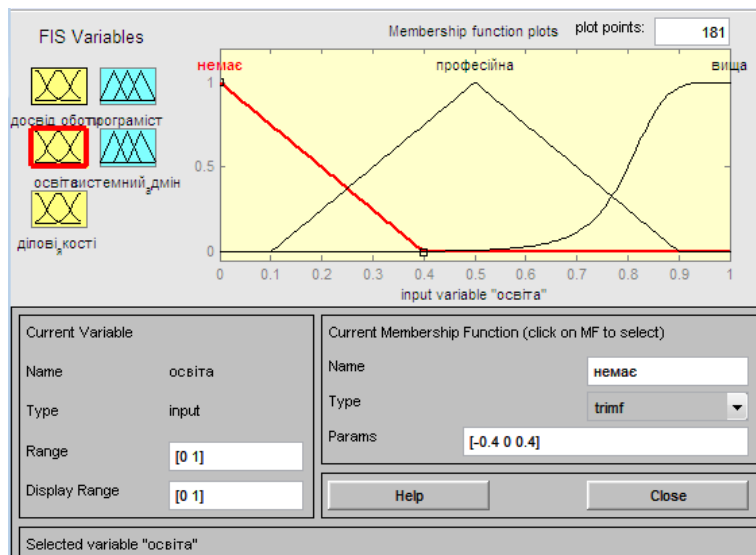 FIS Variables
Membership function plots
plot points:
181
немає
професійна
вища
1
0.5
0
0
0.1
0.2
0.3
0.4
0.5
0.6
0.7
0.8
0.9
1
input variable "освіта"
досвід
програміст
освіта
Current Variable
Name
освіта
Type
input
Range
[0 1]
Display Range
[0 1]
Current Membership Function (click on MF to select)
Name
немає
Type
trimf
Params
[-0.4 0 0.4]
Help
Close
Selected variable "освіта"